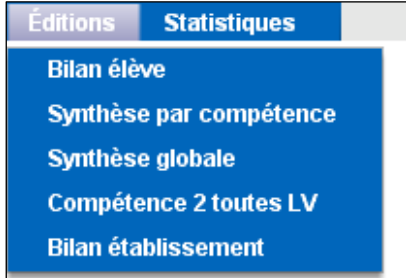 Éditions Statistiques
Bilan élève
Synthèse par compétence
Synthèse globale
Compétence 2 toutes LV
Bilan établissement